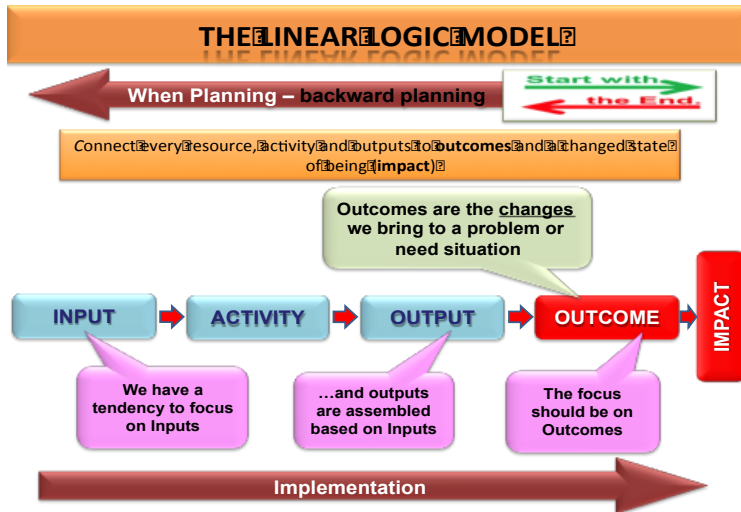 THE LINEAR LOGIC MODEL
When Planning – backward planning
Start with
the End.
Connect every resource, activity and outputs to outcomes and a changed state
of being (impact)
Outcomes are the changes
we bring to a problem or
need situation
INPUT
ACTIVITY
OUTPUT
OUTCOME
IMPACT
We have a
tendency to focus
on Inputs
...and outputs
are assembled
based on Inputs
The focus
should be on
Outcomes
Implementation